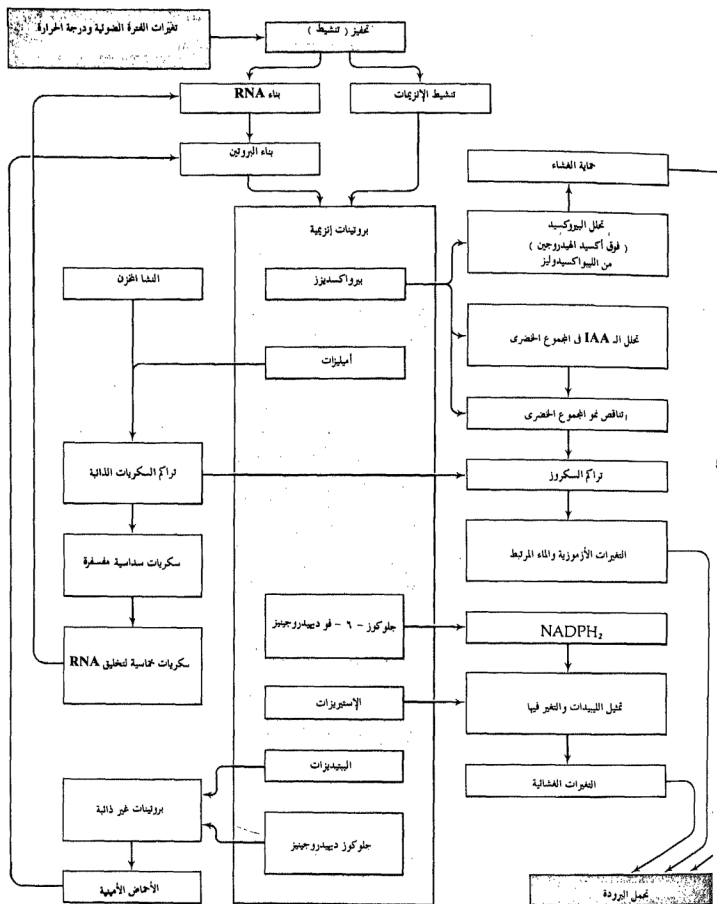 تغيرات الفترة الضوئية ودرجة الحرارة
تحفيز ( تنشيط )
بناء RNA
تنشيط الإنزيمات
بناء البروتين
حماية الغشاء
بروتينات إنزيمية
تحلل البيروكسيد
( فوق أكسيد الهيدروجين )
من الليبواكسيدوليز
النشا المخزن
بيرواكسديزز
تحلل الـ IAA فى المجموع الخضرى
أميليزات
تناقص نمو المجموع الخضرى
تراكم السكريات الذائبة
تراكم السكروز
سكريات سداسية مفسفرة
التغيرات الأزموزية والماء المرتبط
جلوكوز - ٦ - فو ديهيدروجينيز
NADPH₂
سكريات خماسية لتخليق RNA
الإستيريزات
تمثيل الليبيدات والتغير فيها
الببتيديزات
التغيرات الغشائية
بروتينات غير ذائبة
جلوكوز ديهيدروجينيز
الأحماض الأمينية
تحمل البرودة